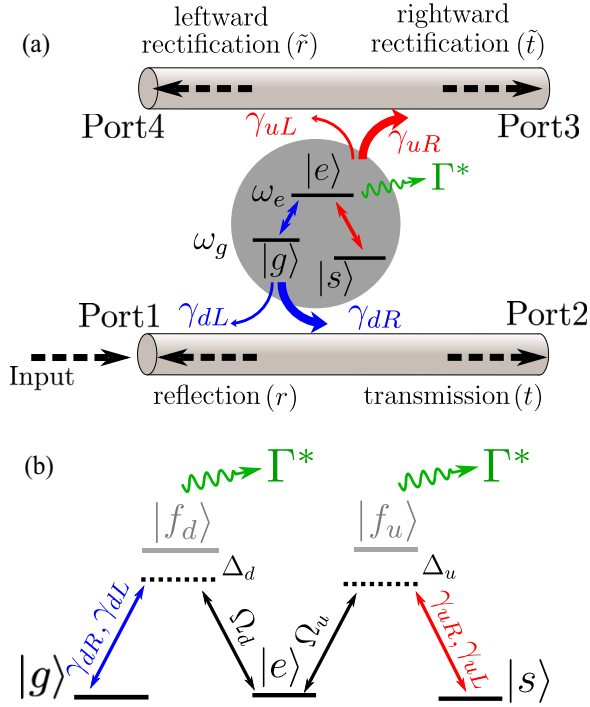 (a)
leftward
rectification (r̃)
rightward
rectification (t̃)
Port4
Port3
γuL
γuR
|e⟩
Γ*
ωe
ωg
|g⟩
|s⟩
γdL
γdR
Port1
Port2
Input
reflection (r)
transmission (t)
(b)
Γ*
Γ*
|fd⟩
|fu⟩
Δd
Δu
γdR, γdL
Ωd
Ωu
γuR, γuL
|g⟩
|e⟩
|s⟩